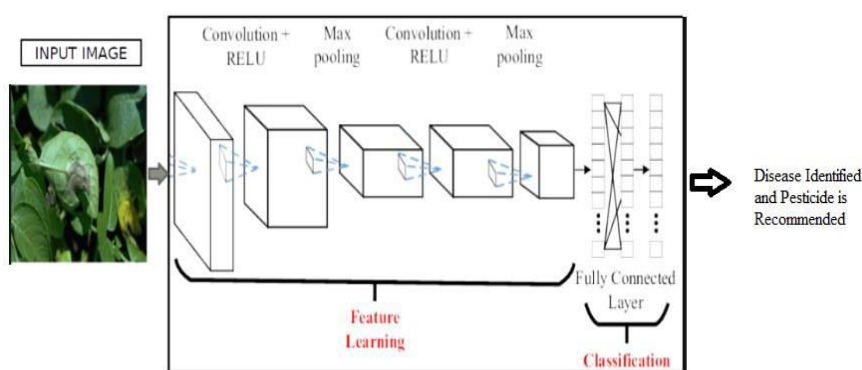 INPUT IMAGE
Convolution +
RELU
Max
pooling
Convolution +
RELU
Max
pooling
Disease Identified
and Pesticide is
Recommended
Fully Connected
Layer
Feature
Learning
Classification